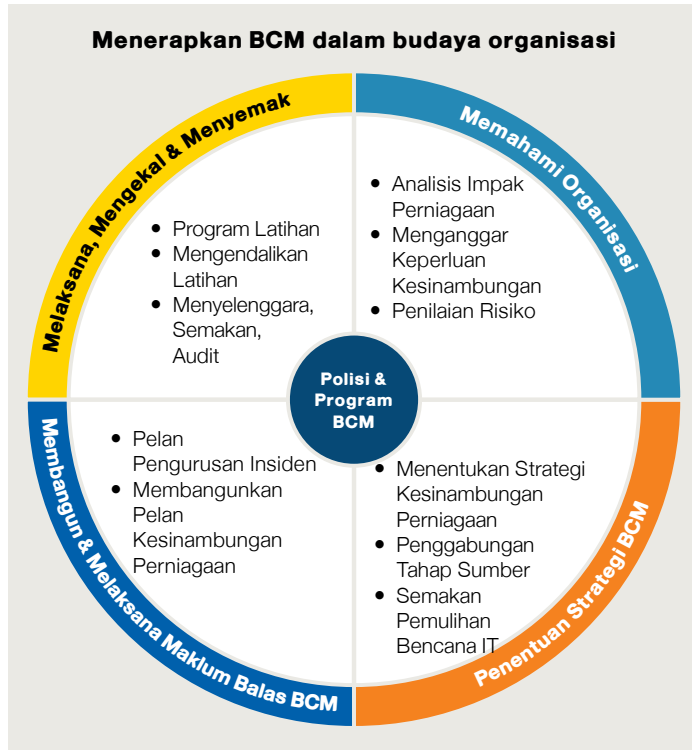 Menerapkan BCM dalam budaya organisasi
Melaksana, Mengekal & Menyemak
• Program Latihan
• Mengendalikan
Latihan
• Menyelenggara,
Semakan,
Audit
Memahami Organisasi
• Analisis Impak
Perniagaan
• Menganggar
Keperluan
Kesinambungan
• Penilaian Risiko
Polisi &
Program
BCM
Membangun & Melaksana Maklum Balas BCM
• Pelan
Pengurusan Insiden
• Membangunkan
Pelan
Kesinambungan
Perniagaan
Penentuan Strategi BCM
• Menentukan Strategi
Kesinambungan
Perniagaan
• Penggabungan
Tahap Sumber
• Semakan
Pemulihan
Bencana IT